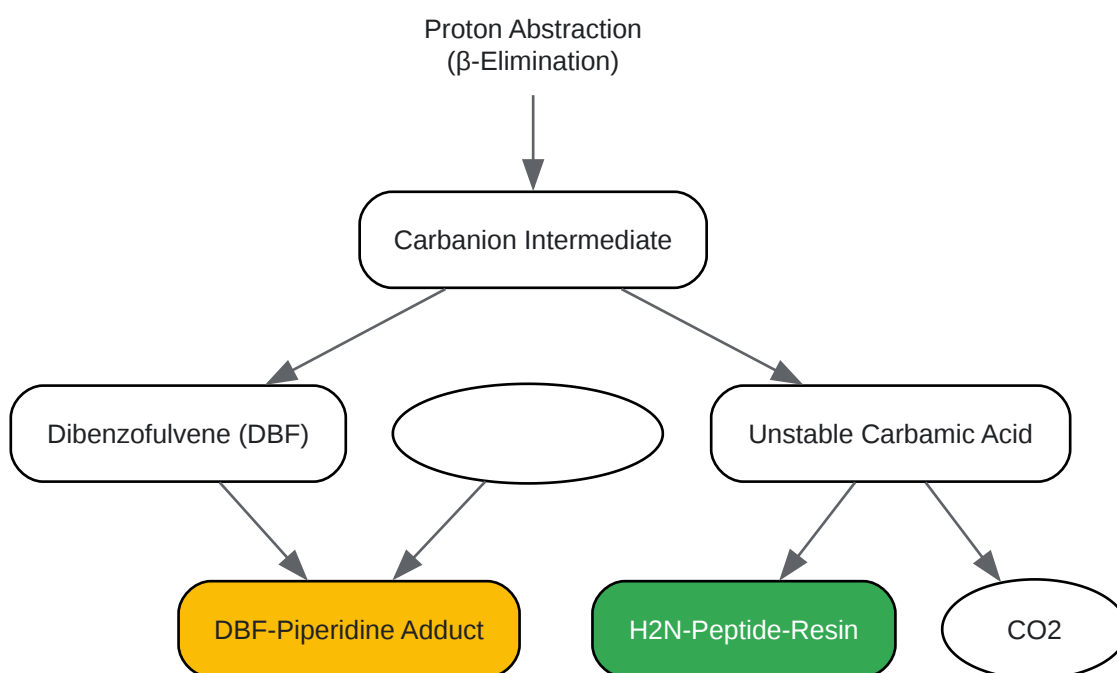 Proton Abstraction
(β-Elimination)
Carbanion Intermediate
Dibenzofulvene (DBF)
Unstable Carbamic Acid
DBF-Piperidine Adduct
H2N-Peptide-Resin
CO2